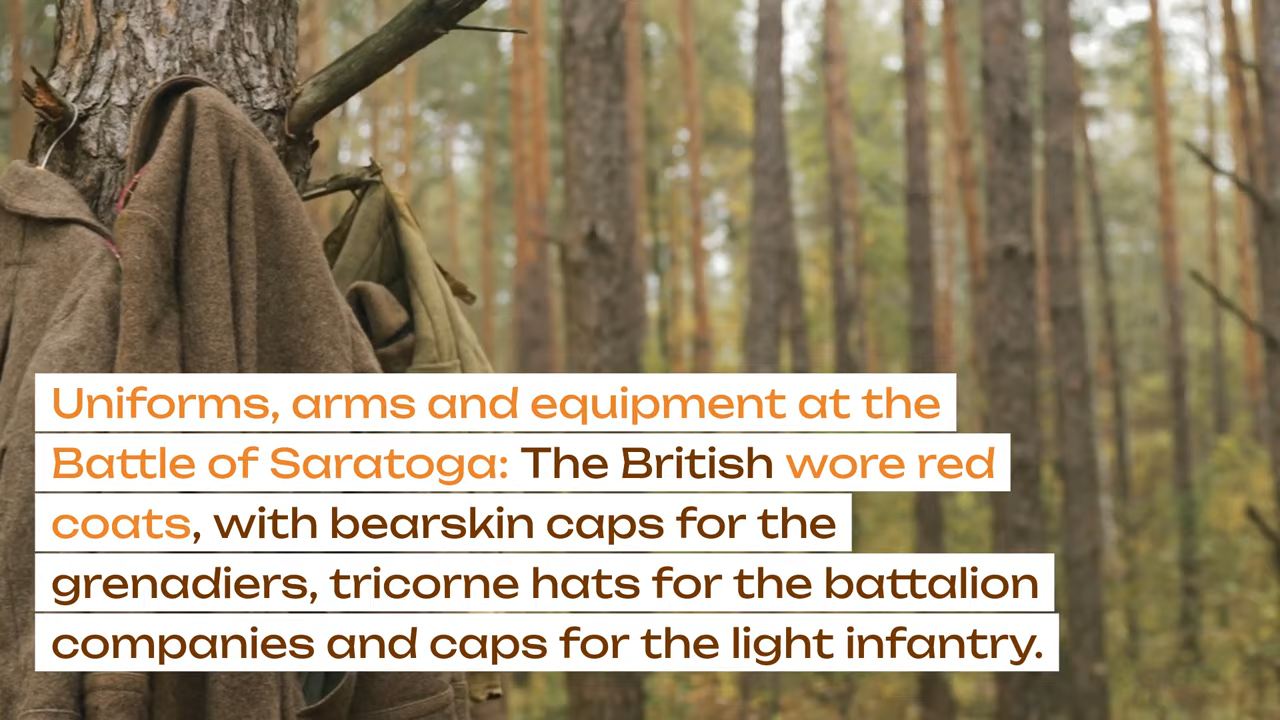 Uniforms, arms and equipment at the
Battle of Saratoga: The British wore red
coats, with bearskin caps for the
grenadiers, tricorne hats for the battalion
companies and caps for the light infantry.